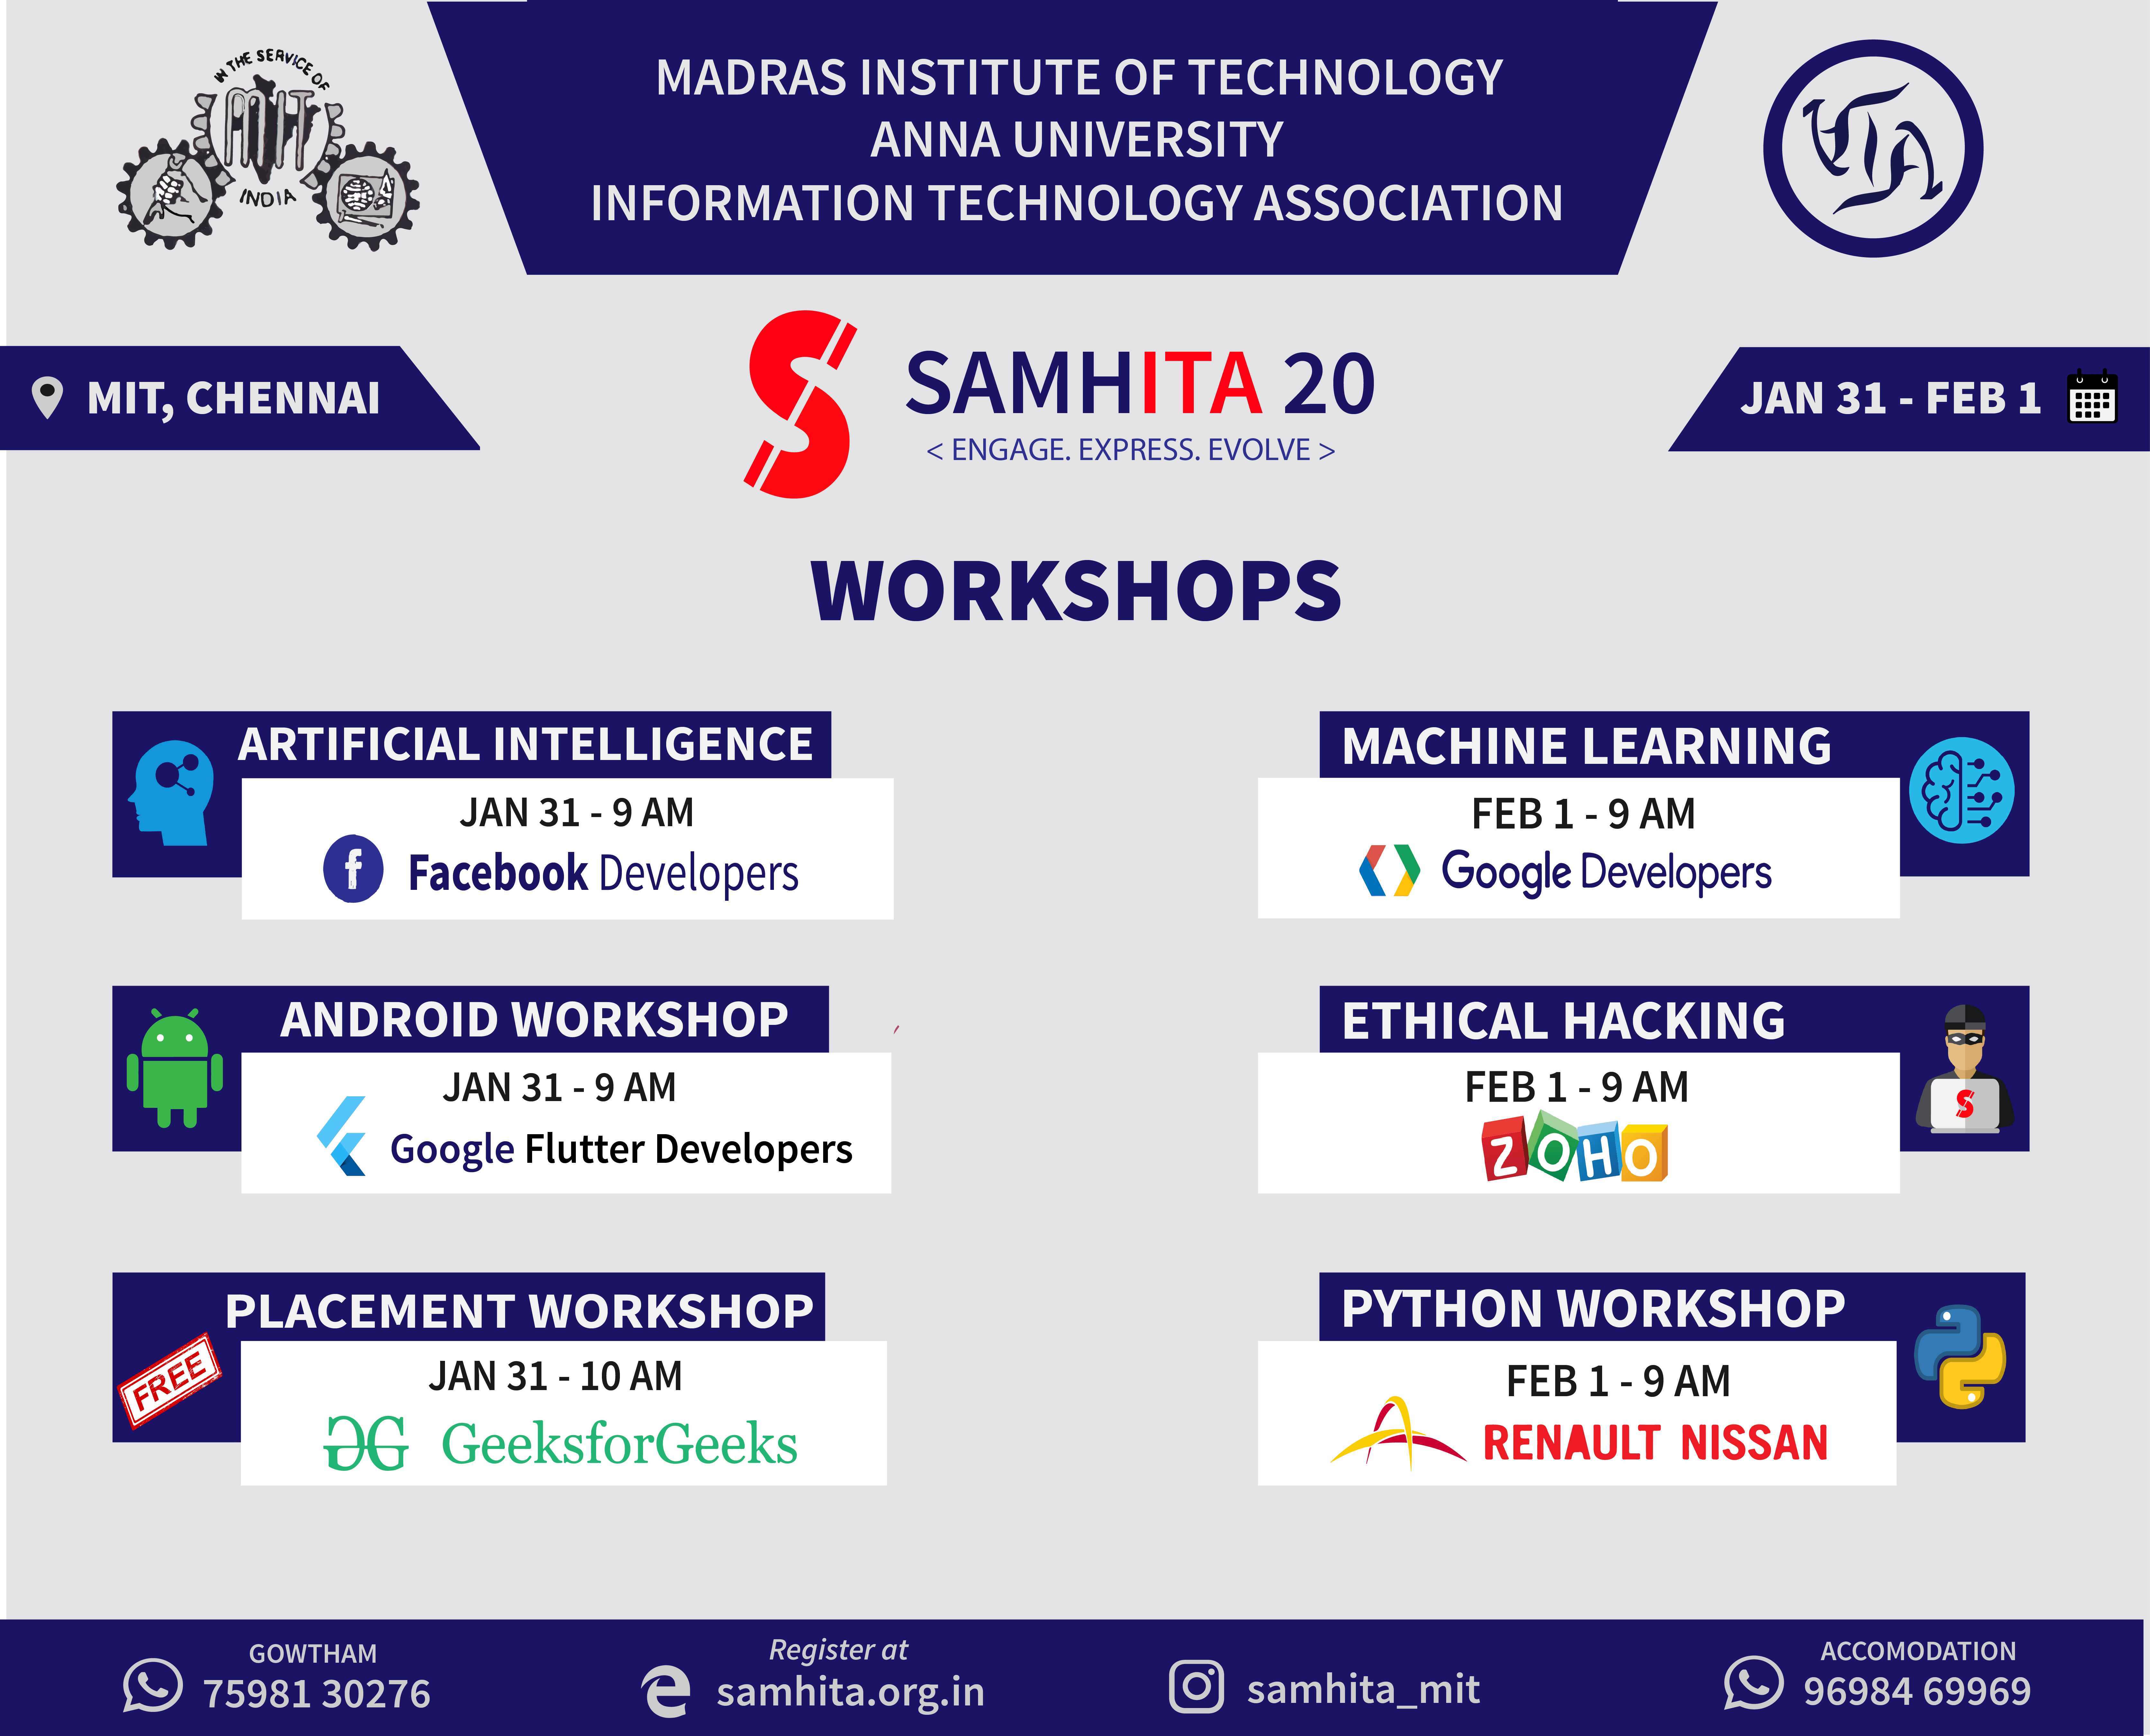 IN THE SERVICE OF
MIT
INDIA
MADRAS INSTITUTE OF TECHNOLOGY
ANNA UNIVERSITY
INFORMATION TECHNOLOGY ASSOCIATION
ITA
MIT, CHENNAI
SAMHITA 20
< ENGAGE. EXPRESS. EVOLVE >
JAN 31 - FEB 1
WORKSHOPS
ARTIFICIAL INTELLIGENCE
JAN 31 - 9 AM
f Facebook Developers
MACHINE LEARNING
FEB 1 - 9 AM
Google Developers
ANDROID WORKSHOP
JAN 31 - 9 AM
Google Flutter Developers
ETHICAL HACKING
FEB 1 - 9 AM
ZOHO
PLACEMENT WORKSHOP
FREE
JAN 31 - 10 AM
GeeksforGeeks
PYTHON WORKSHOP
FEB 1 - 9 AM
RENAULT NISSAN
GOWTHAM
75981 30276
Register at
samhita.org.in
samhita_mit
ACCOMODATION
96984 69969